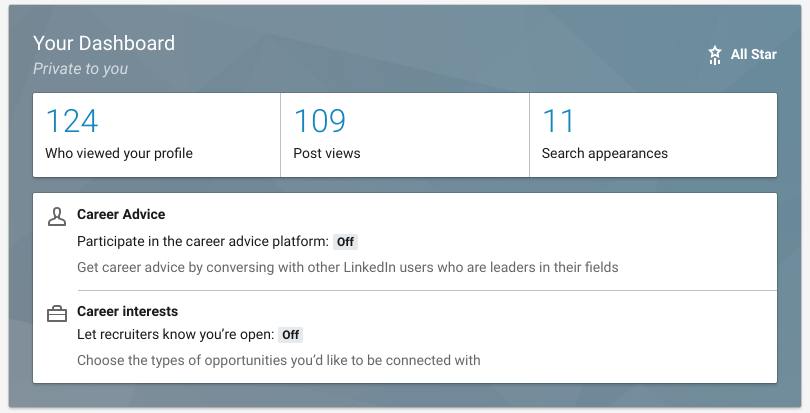 Your Dashboard
Private to you
All Star
124
Who viewed your profile
109
Post views
11
Search appearances
Career Advice
Participate in the career advice platform: Off
Get career advice by conversing with other LinkedIn users who are leaders in their fields
Career interests
Let recruiters know you’re open: Off
Choose the types of opportunities you’d like to be connected with